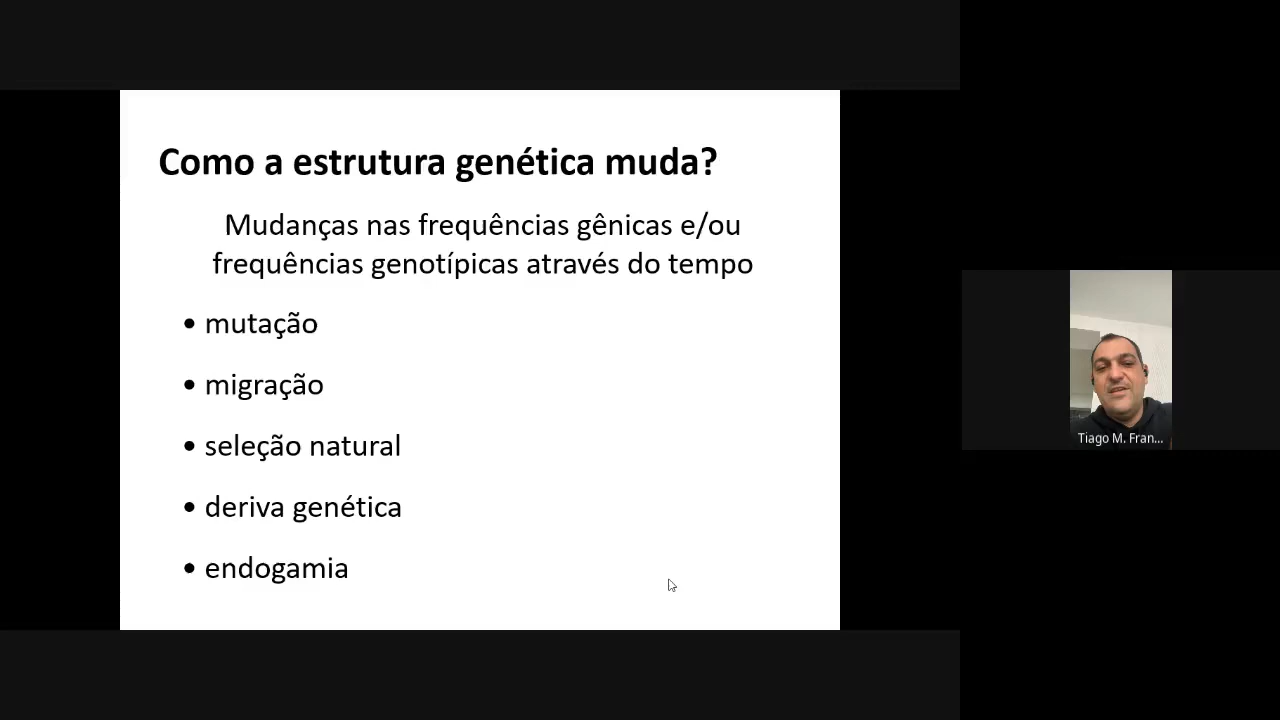 Como a estrutura genética muda?
Mudanças nas frequências gênicas e/ou
frequências genotípicas através do tempo
• mutação
• migração
• seleção natural
• deriva genética
• endogamia
Tiago M. Fran...